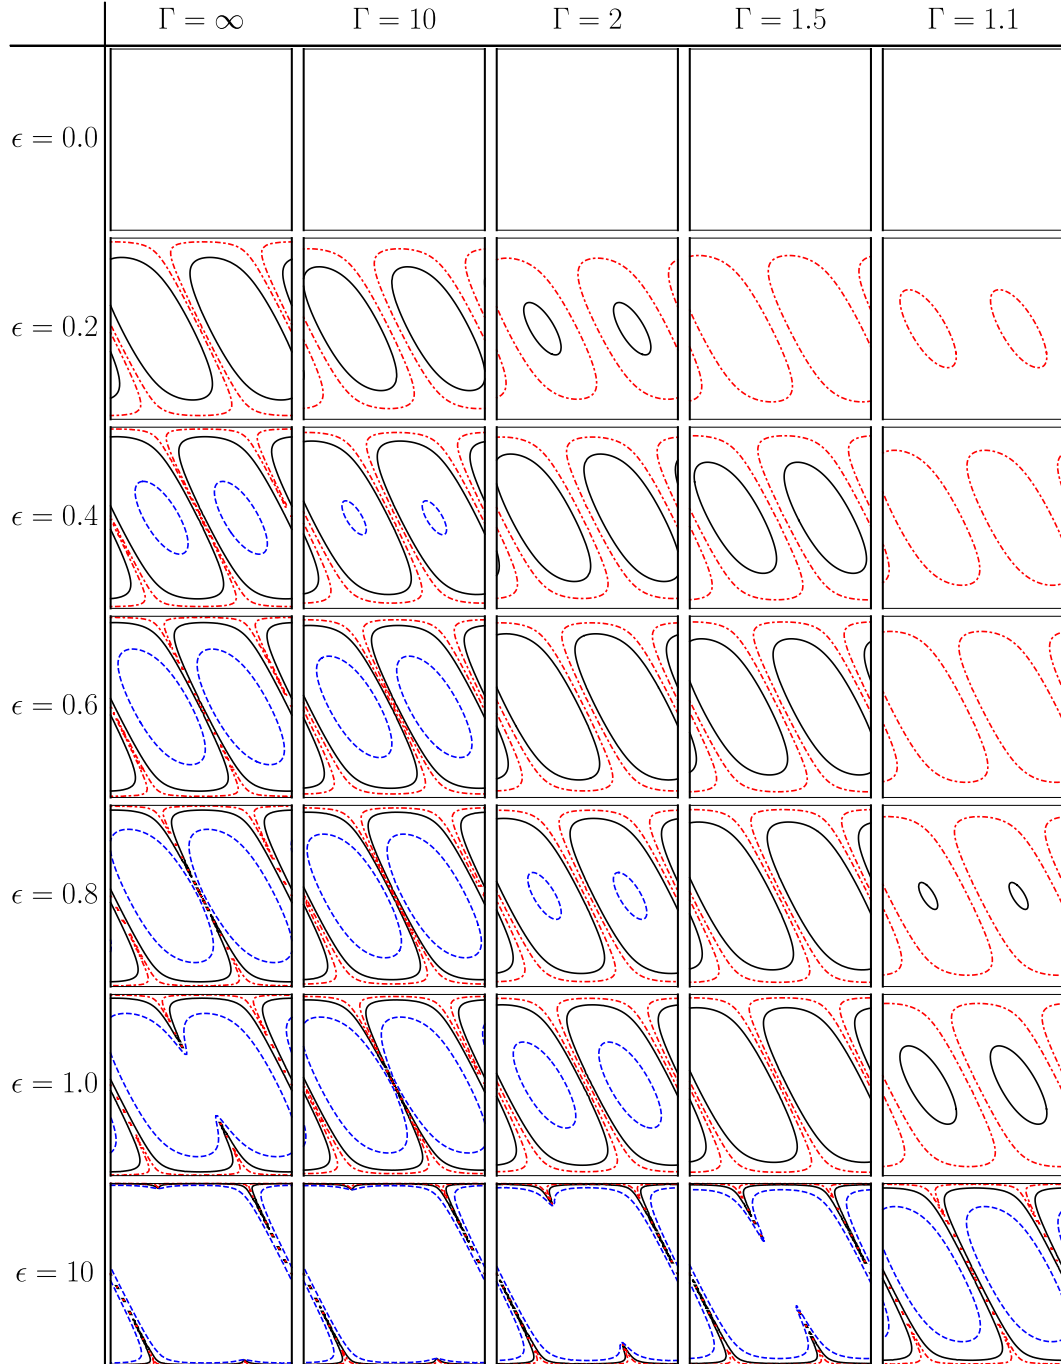 Γ = ∞ Γ = 10 Γ = 2 Γ = 1.5 Γ = 1.1
ϵ = 0.0
ϵ = 0.2
ϵ = 0.4
ϵ = 0.6
ϵ = 0.8
ϵ = 1.0
ϵ = 10